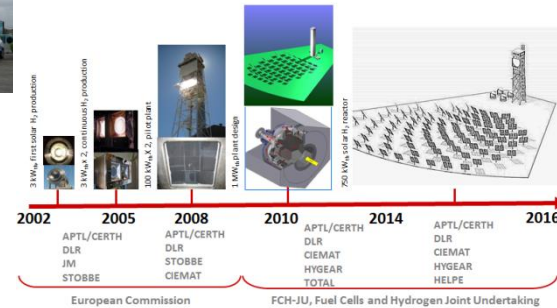 3 kWth, first solar H2 production
3 kWth x 2, continuous H2 production
100 kWth x 2, pilot plant
1 MWth plant design
750 kWth solar H2 reactor
2002
2005
2008
2010
2014
2016
APTL/CERTH
DLR
JM
STOBBE
APTL/CERTH
DLR
STOBBE
CIEMAT
APTL/CERTH
DLR
CIEMAT
HYGEAR
TOTAL
APTL/CERTH
DLR
CIEMAT
HYGEAR
HELPE
European Commission
FCH-JU, Fuel Cells and Hydrogen Joint Undertaking